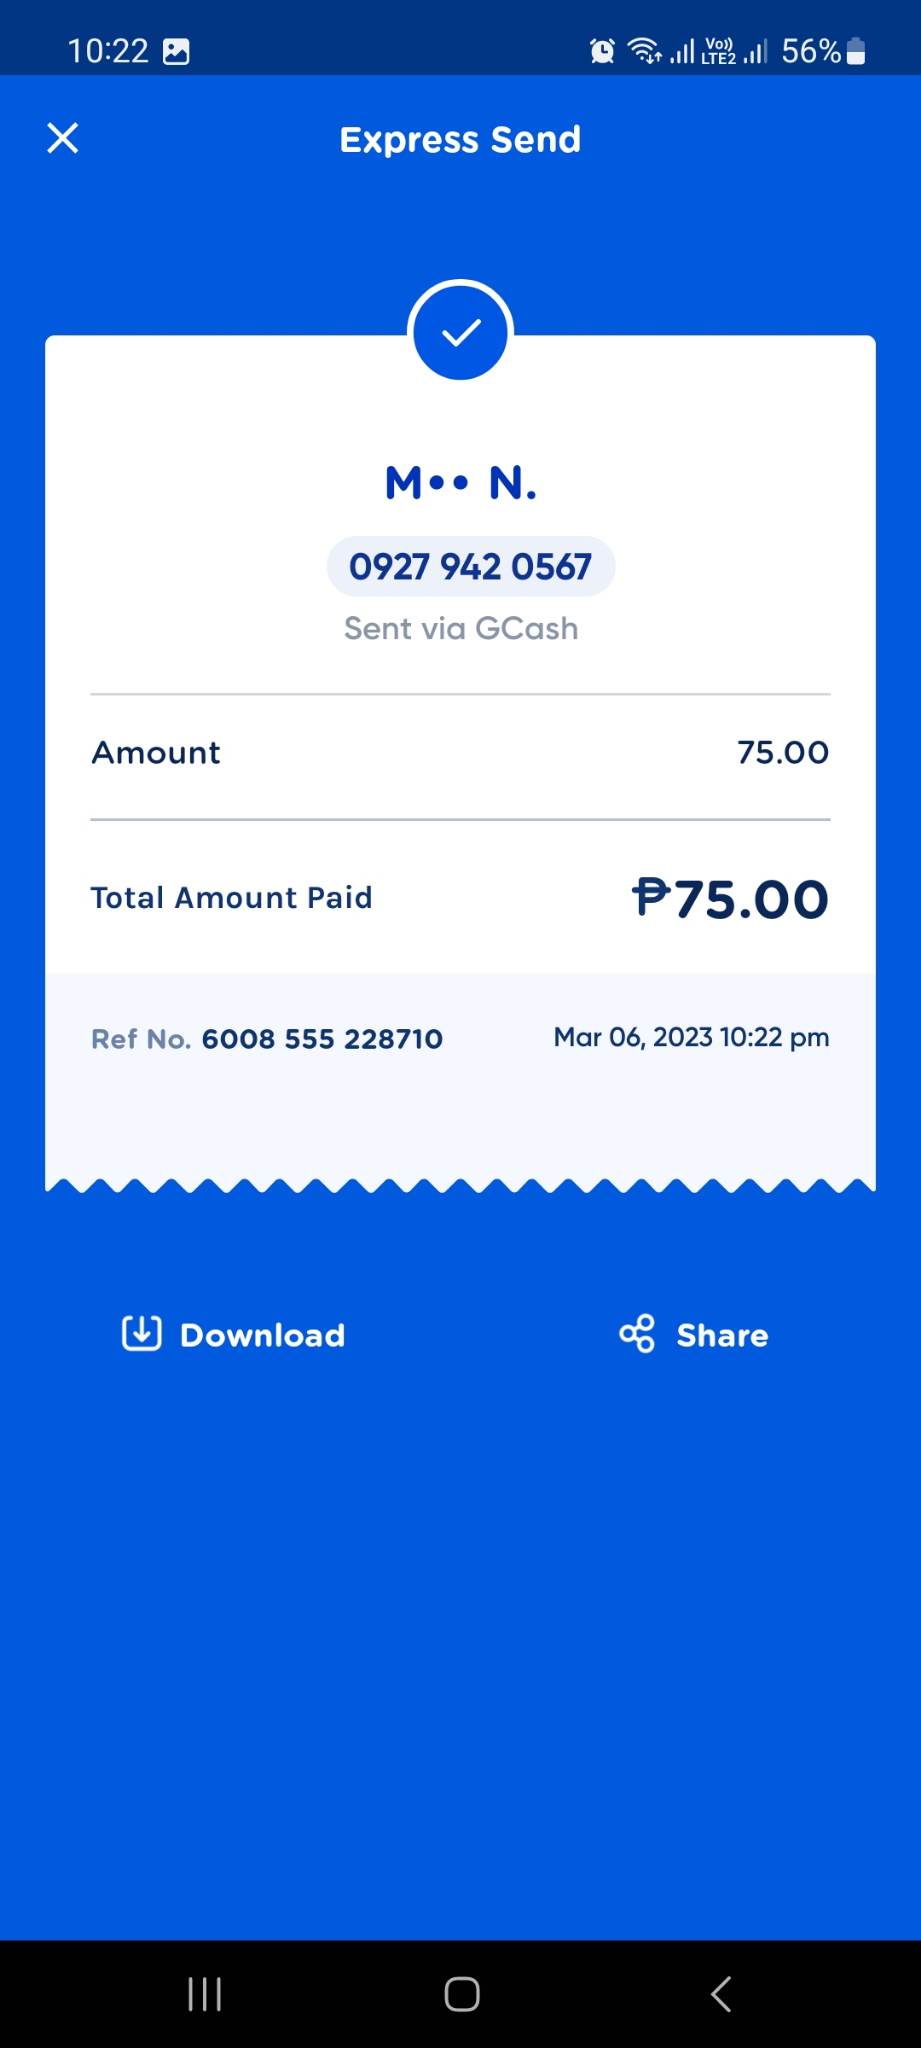 10:22 Vo)) LTE2 56%
Express Send
M•• N.
0927 942 0567
Sent via GCash
Amount 75.00
Total Amount Paid ₱75.00
Ref No. 6008 555 228710 Mar 06, 2023 10:22 pm
Download Share